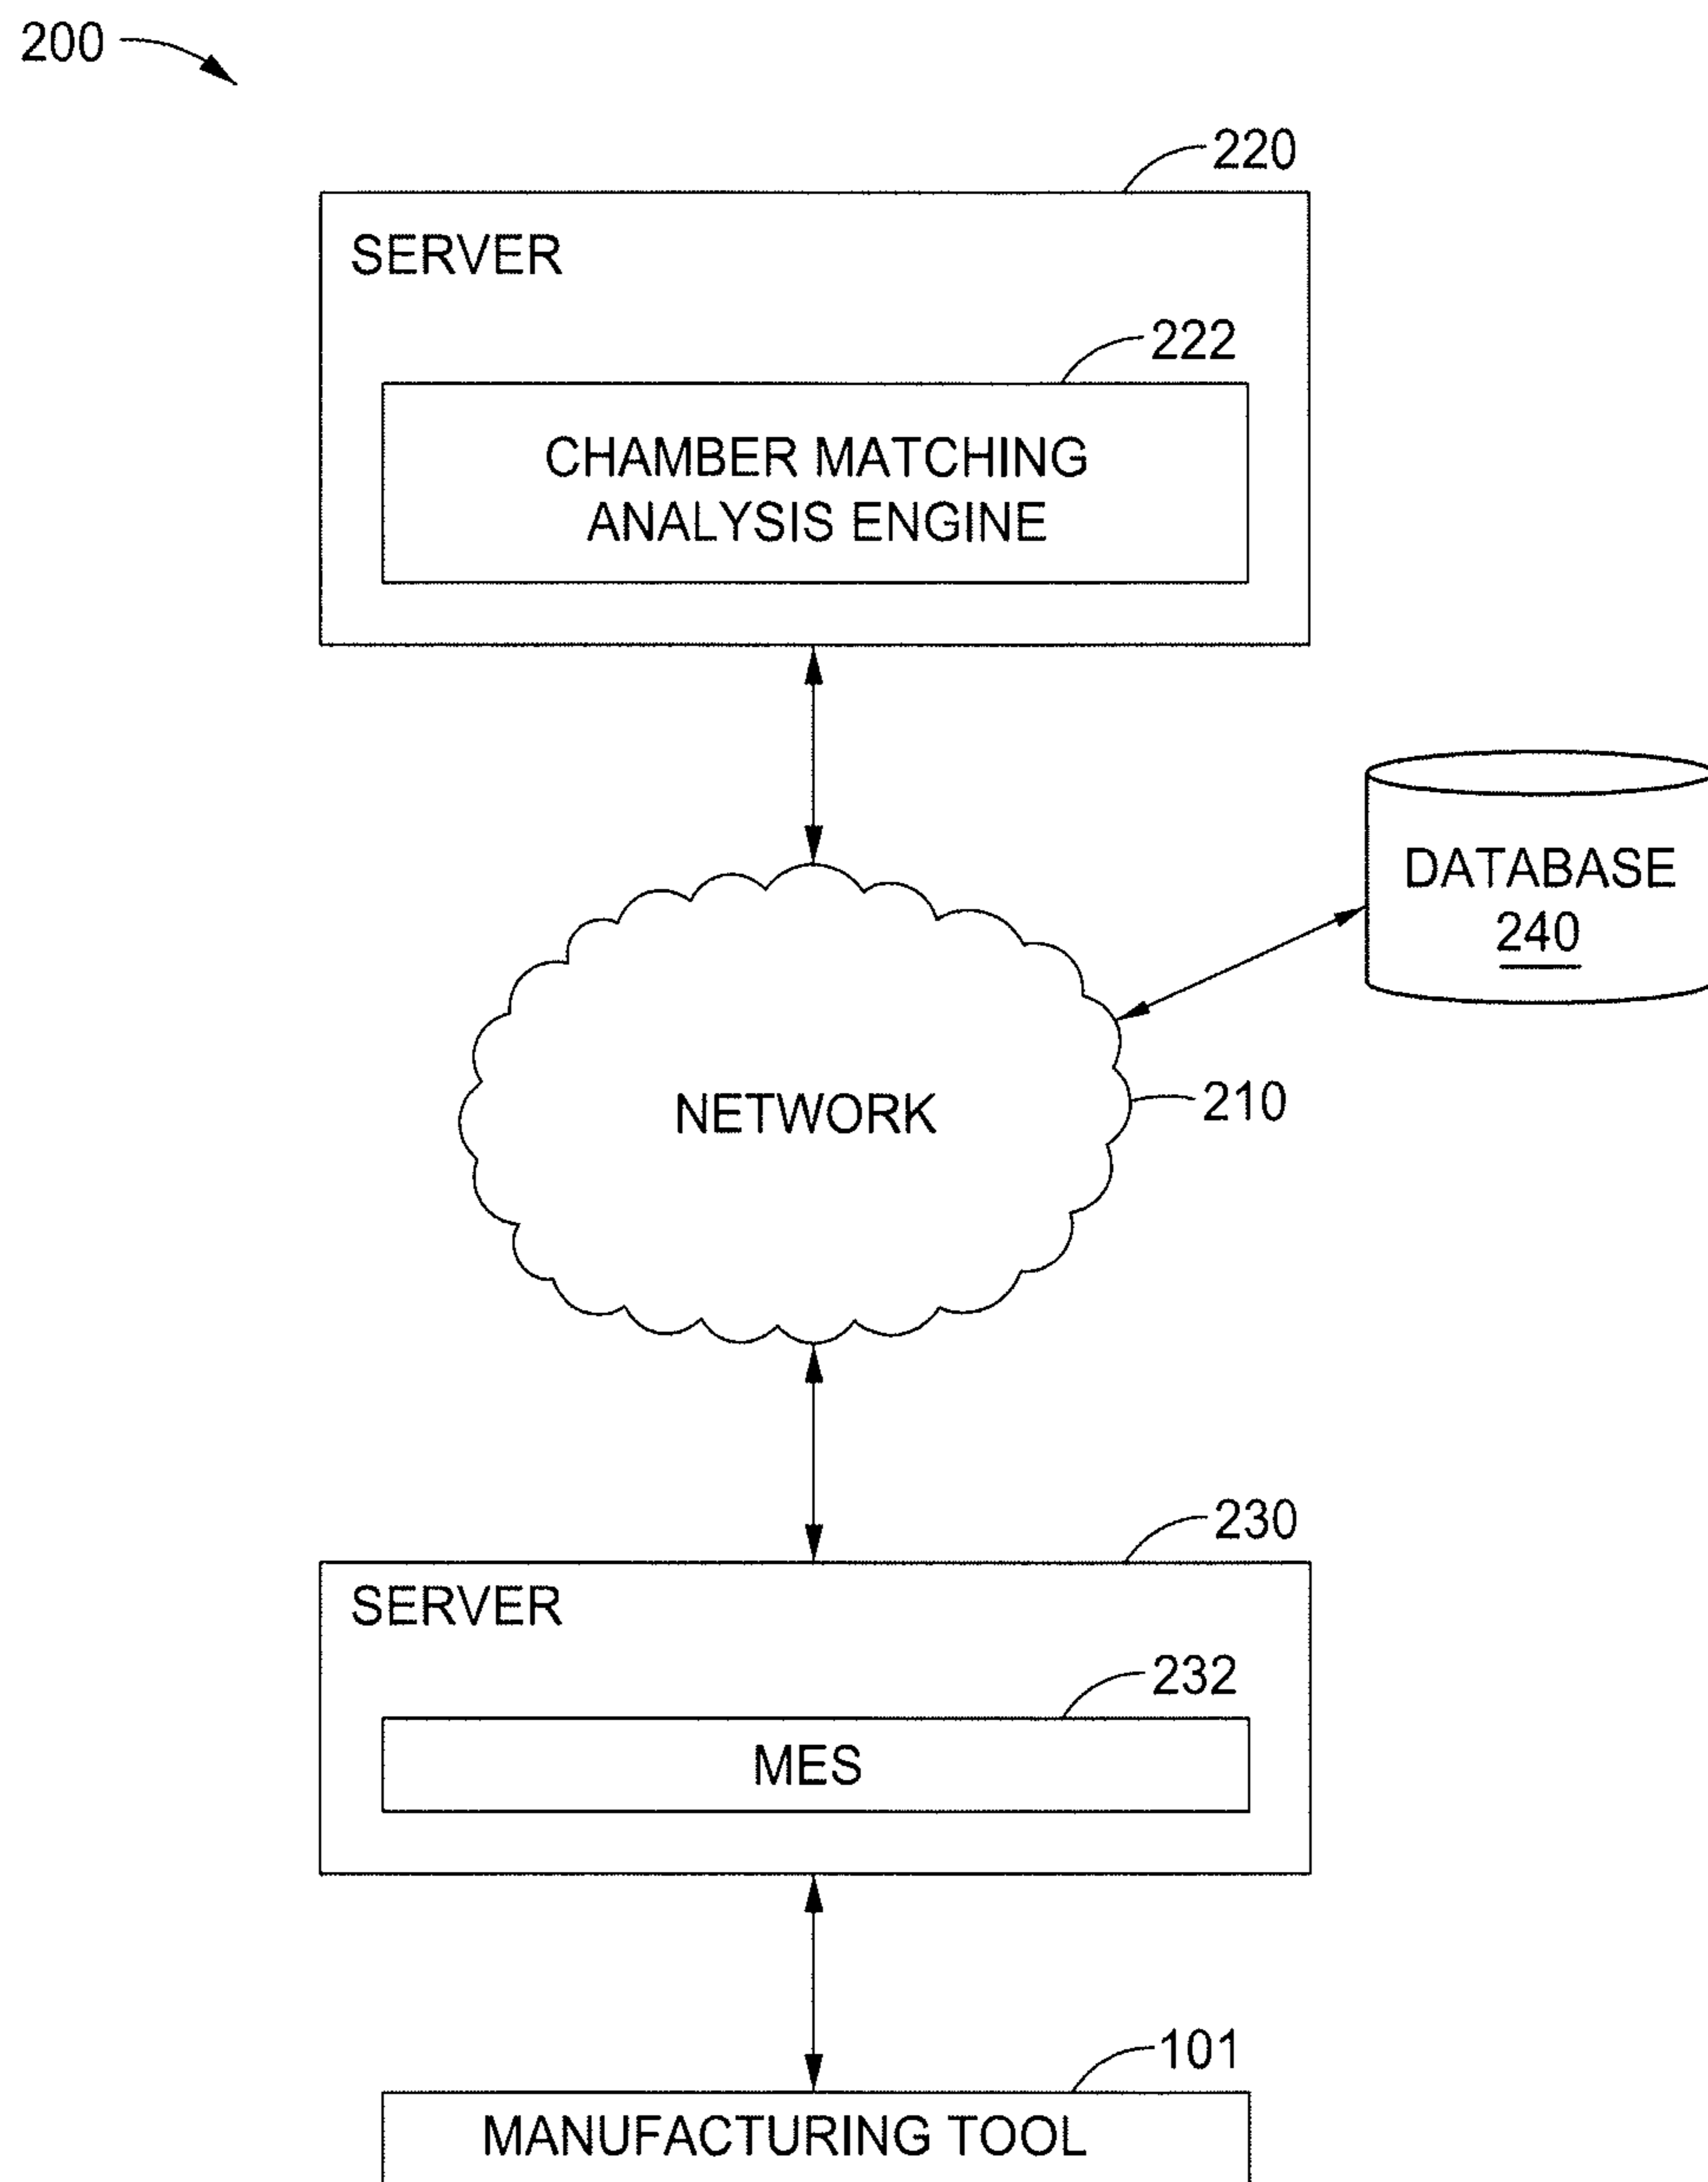 200
220
SERVER
222
CHAMBER MATCHING
ANALYSIS ENGINE
DATABASE
240
NETWORK
210
230
SERVER
232
MES
101
MANUFACTURING TOOL